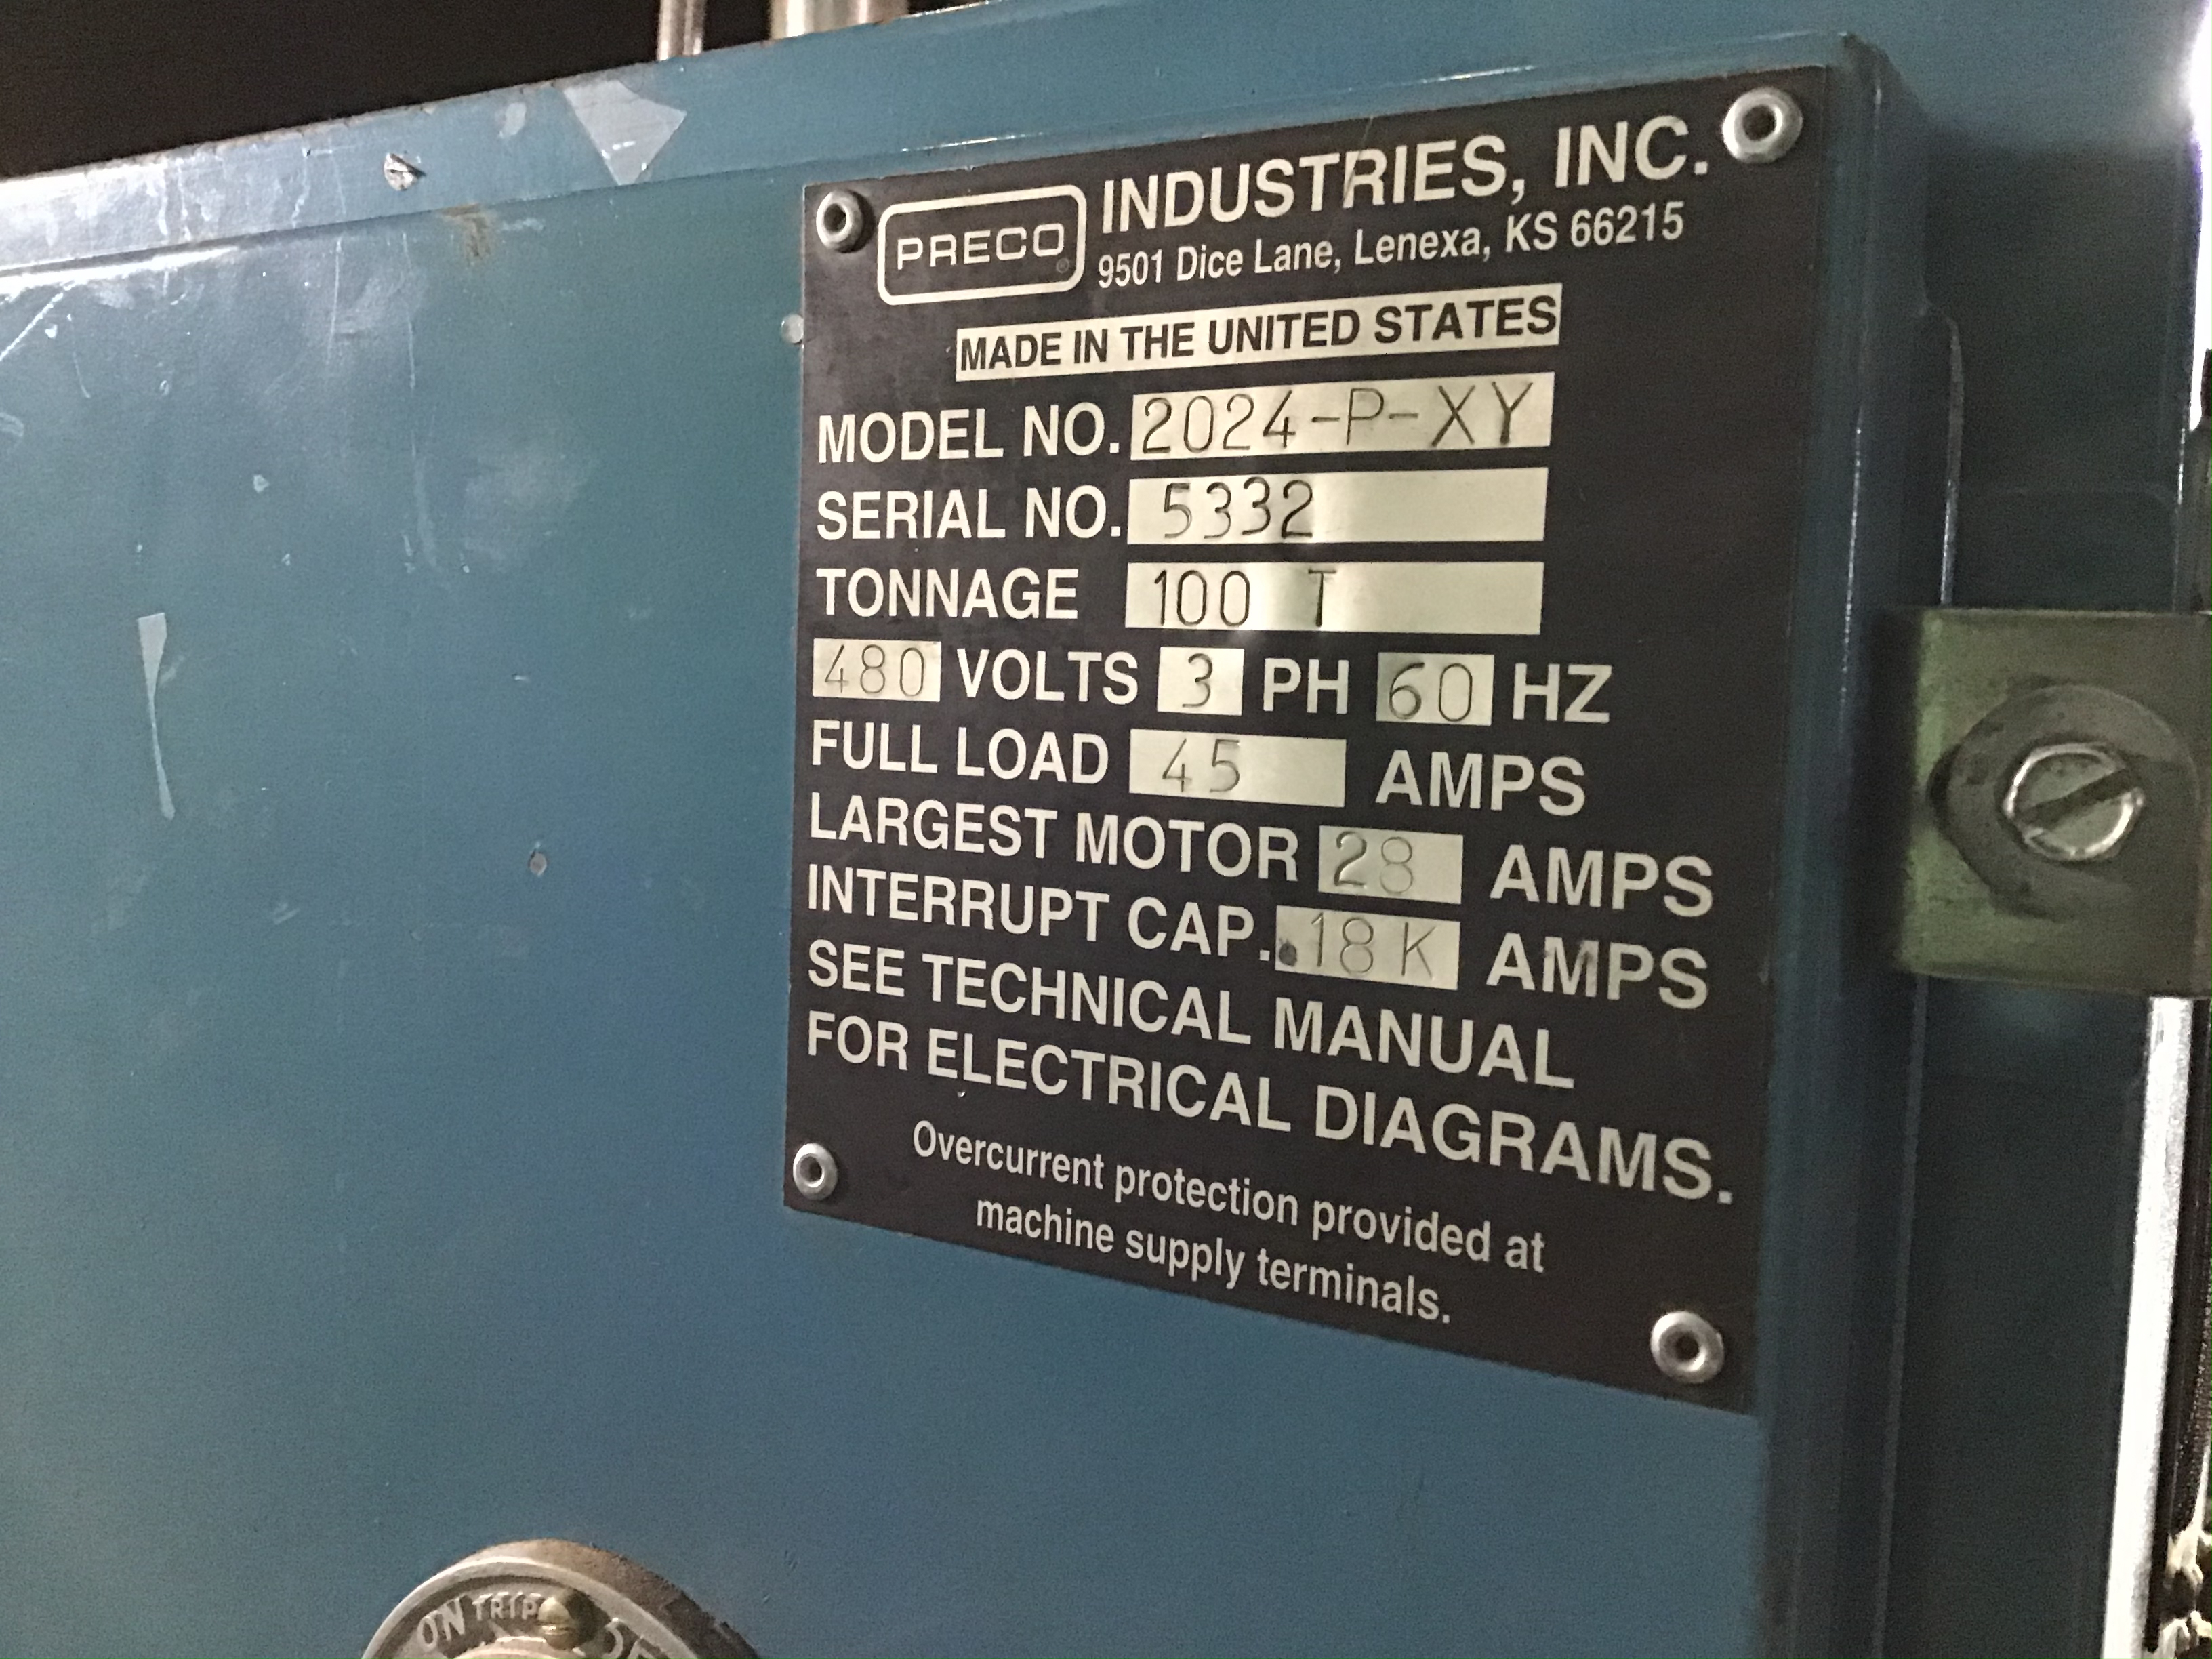 PRECO INDUSTRIES, INC.
9501 Dice Lane, Lenexa, KS 66215
MADE IN THE UNITED STATES
MODEL NO. 2024-P-XY
SERIAL NO. 5332
TONNAGE 100 T
480 VOLTS 3 PH 60 HZ
FULL LOAD 45 AMPS
LARGEST MOTOR 28 AMPS
INTERRUPT CAP. 18K AMPS
SEE TECHNICAL MANUAL
FOR ELECTRICAL DIAGRAMS.
Overcurrent protection provided at
machine supply terminals.
ON TRIP